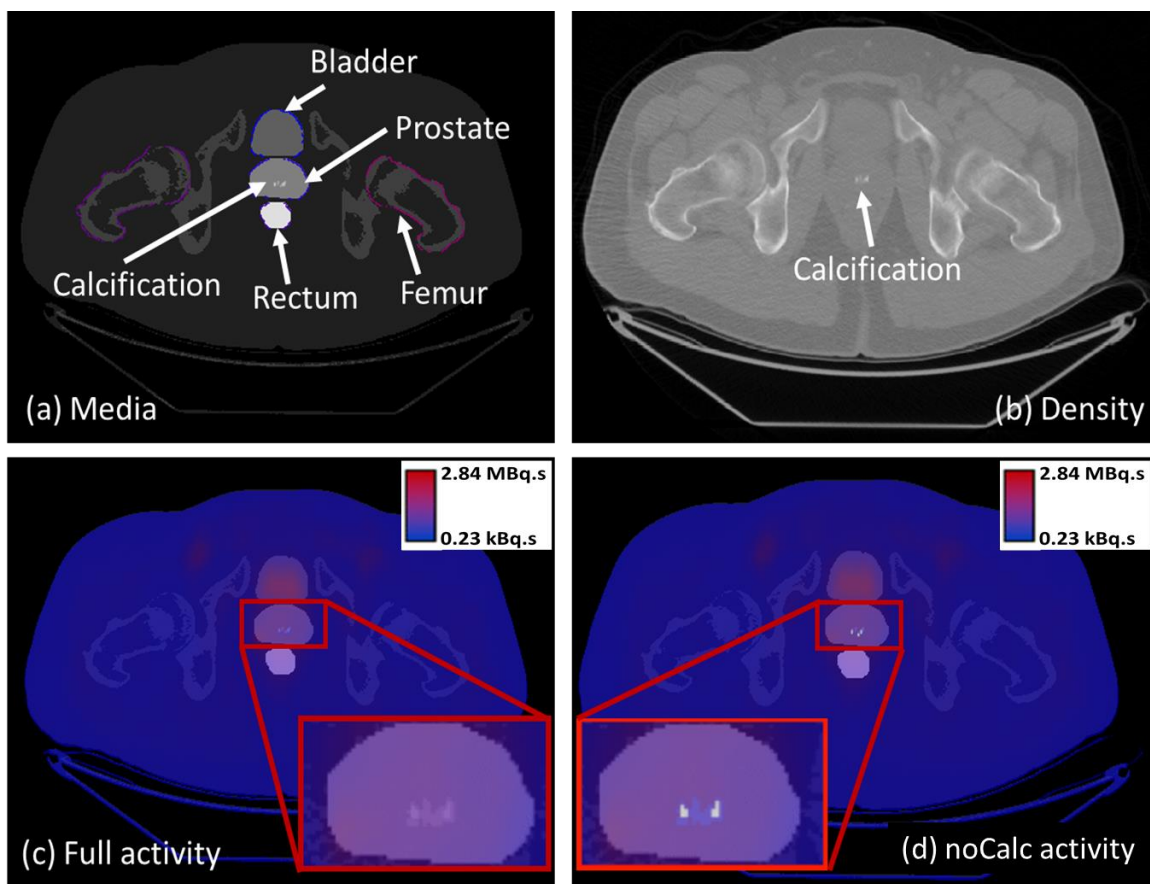 Bladder
Prostate
Calcification
Rectum
Femur
(a) Media
Calcification
(b) Density
2.84 MBq.s
0.23 kBq.s
(c) Full activity
2.84 MBq.s
0.23 kBq.s
(d) noCalc activity